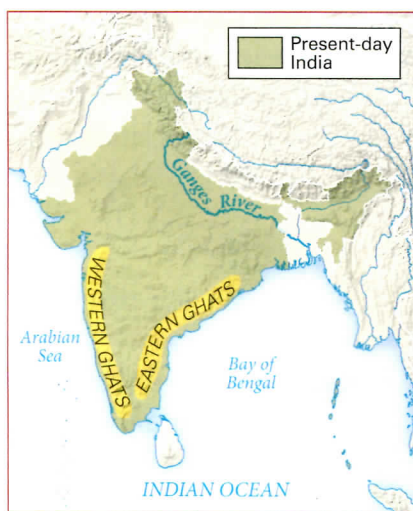 Present-day
India
Ganges River
WESTERN GHATS
EASTERN GHATS
Arabian
Sea
Bay of
Bengal
INDIAN OCEAN